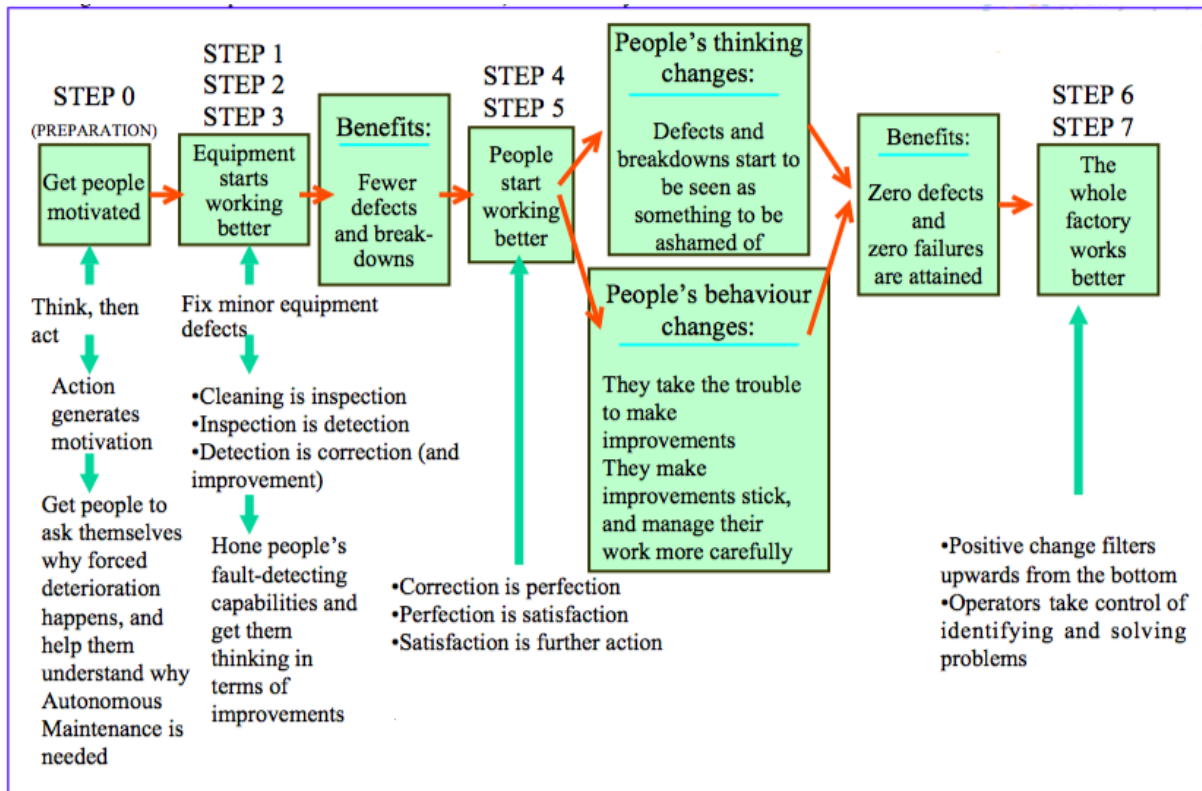 STEP 0
(PREPARATION)
Get people
motivated
Think, then
act
Action
generates
motivation
Get people to
ask themselves
why forced
deterioration
happens, and
help them
understand why
Autonomous
Maintenance is
needed
STEP 1
STEP 2
STEP 3
Equipment
starts
working
better
Fix minor equipment
defects
•Cleaning is inspection
•Inspection is detection
•Detection is correction (and
improvement)
Hone people's
fault-detecting
capabilities and
get them
thinking in
terms of
improvements
Benefits:
Fewer
defects
and break-
downs
STEP 4
STEP 5
People
start
working
better
•Correction is perfection
•Perfection is satisfaction
•Satisfaction is further action
People's thinking
changes:
Defects and
breakdowns start to
be seen as
something to be
ashamed of
People's behaviour
changes:
They take the trouble
to make
improvements
They make
improvements stick,
and manage their
work more carefully
Benefits:
Zero defects
and
zero failures
are attained
STEP 6
STEP 7
The
whole
factory
works
better
•Positive change filters
upwards from the bottom
•Operators take control of
identifying and solving
problems